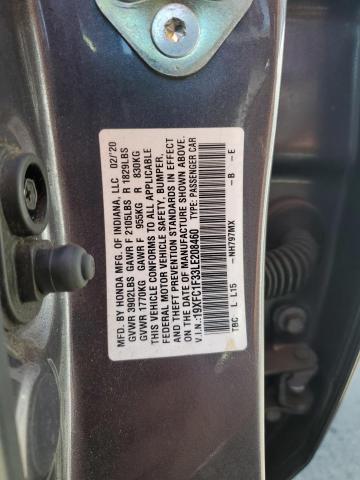 MFD. BY HONDA MFG. OF INDIANA, LLC 02/20
GVWR 3902LBS GAWR F 2105LBS R 1829LBS
GVWR 1770KG GAWR F 955KG R 830KG
THIS VEHICLE CONFORMS TO ALL APPLICABLE
FEDERAL MOTOR VEHICLE SAFETY, BUMPER,
AND THEFT PREVENTION STANDARDS IN EFFECT
ON THE DATE OF MANUFACTURE SHOWN ABOVE.
V.I.N.:19XFC1F33LE208460 TYPE: PASSENGER CAR
TBC L L15 -NH797MX -B -E